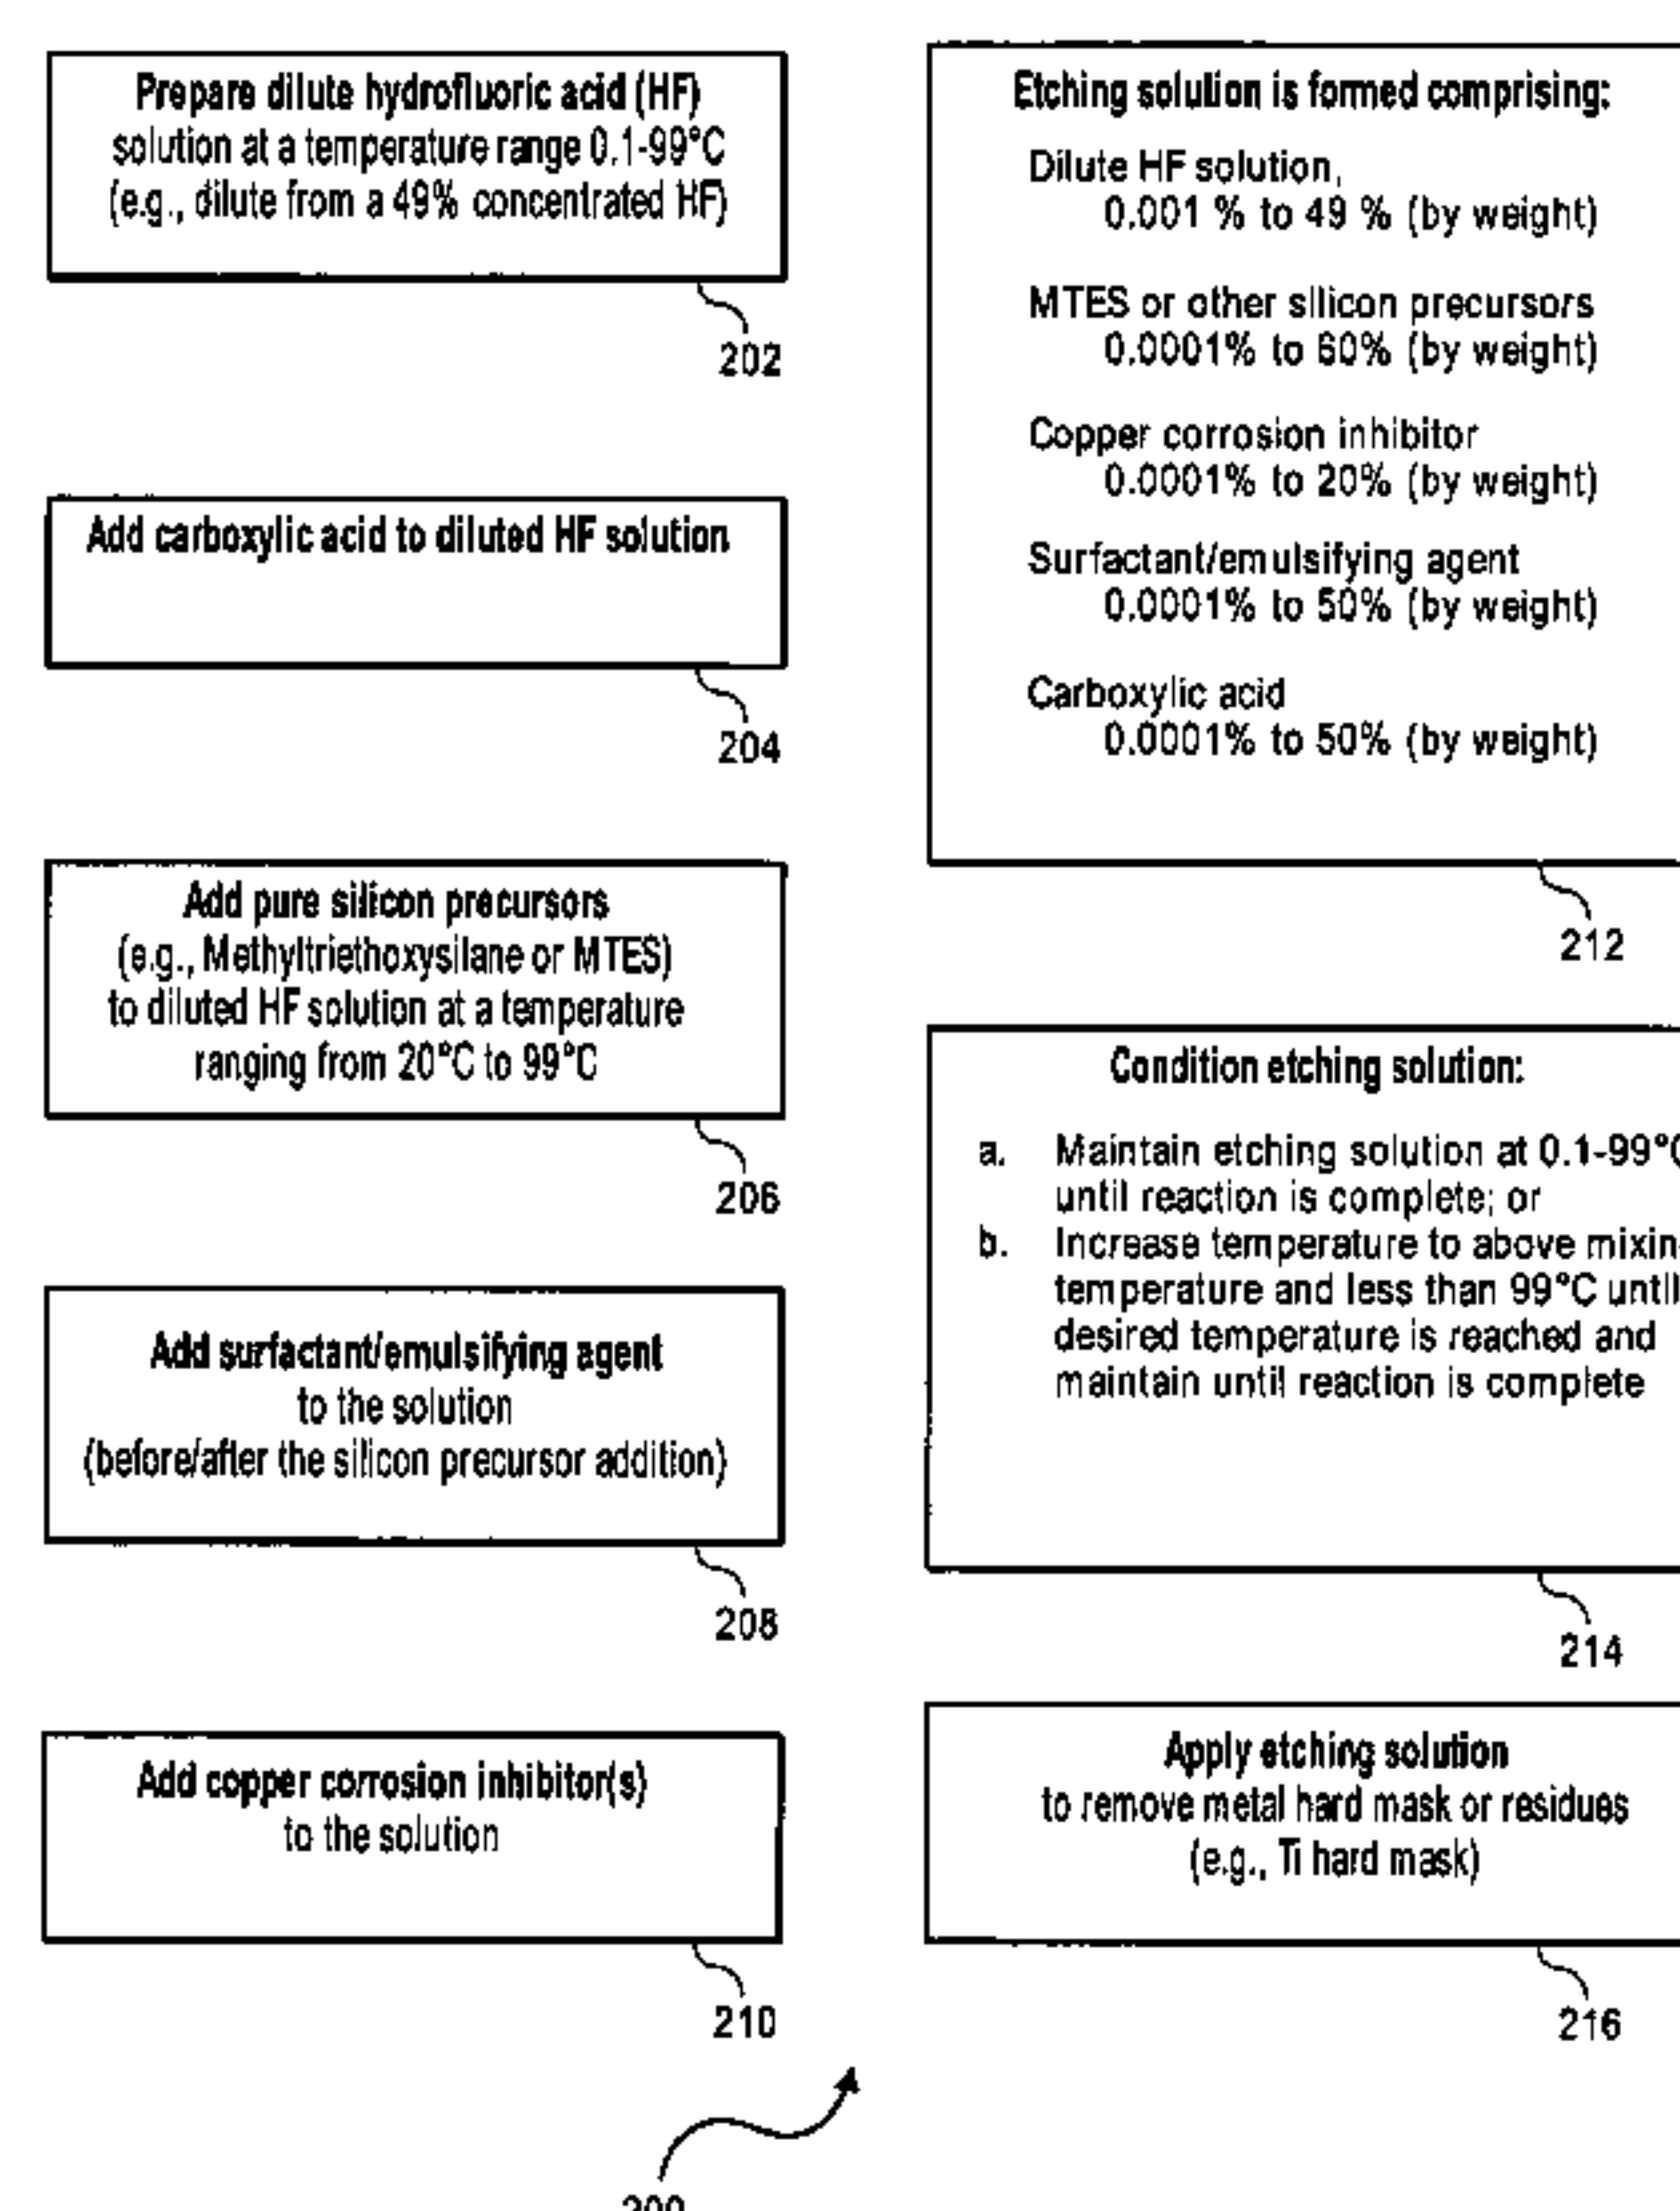 Prepare dilute hydrofluoric acid (HF)
solution at a temperature range 0.1-99°C
(e.g., dilute from a 49% concentrated HF)
202
Add carboxylic acid to diluted HF solution
204
Add pure silicon precursors
(e.g., Methyltriethoxysilane or MTES)
to diluted HF solution at a temperature
ranging from 20°C to 99°C
206
Add surfactant/emulsifying agent
to the solution
(before/after the silicon precursor addition)
208
Add copper corrosion inhibitor(s)
to the solution
210
Etching solution is formed comprising:
Dilute HF solution,
0.001 % to 49 % (by weight)
MTES or other silicon precursors
0.0001% to 60% (by weight)
Copper corrosion inhibitor
0.0001% to 20% (by weight)
Surfactant/emulsifying agent
0.0001% to 50% (by weight)
Carboxylic acid
0.0001% to 50% (by weight)
212
Condition etching solution:
a. Maintain etching solution at 0.1-99°C
until reaction is complete; or
b. Increase temperature to above mixin
temperature and less than 99°C until
desired temperature is reached and
maintain until reaction is complete
214
Apply etching solution
to remove metal hard mask or residues
(e.g., Ti hard mask)
216